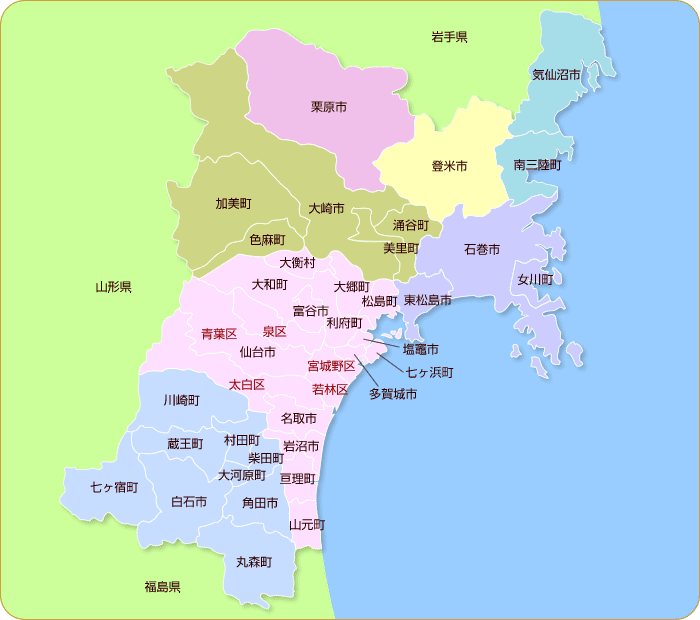 岩手県
気仙沼市
栗原市
登米市
南三陸町
加美町
大崎市
涌谷町
色麻町
美里町
石巻市
大衡村
女川町
山形県
大和町
大郷町
松島町
東松島市
富谷市
利府町
青葉区
泉区
仙台市
塩竈市
宮城野区
七ヶ浜町
太白区
若林区
多賀城市
川崎町
名取市
村田町
蔵王町
岩沼市
柴田町
大河原町
亘理町
七ヶ宿町
白石市
角田市
山元町
丸森町
福島県